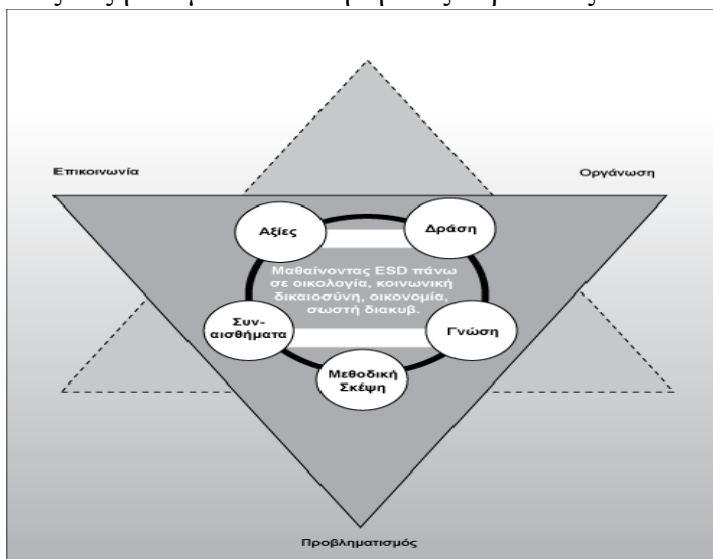 Επικοινωνία
Οργάνωση
Αξίες
Δράση
Μαθαίνοντας ESD πάνω
σε οικολογία, κοινωνική
δικαιοσύνη, οικονομία,
σωστή διακυβ.
Συν-
αισθήματα
Γνώση
Μεθοδική
Σκέψη
Προβληματισμός